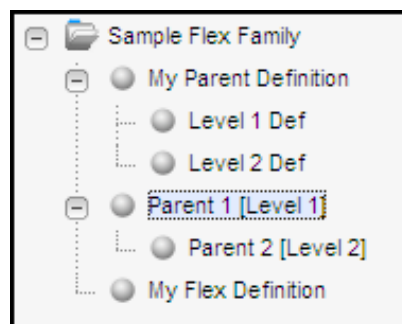 Sample Flex Family
My Parent Definition
Level 1 Def
Level 2 Def
Parent 1 [Level 1]
Parent 2 [Level 2]
My Flex Definition